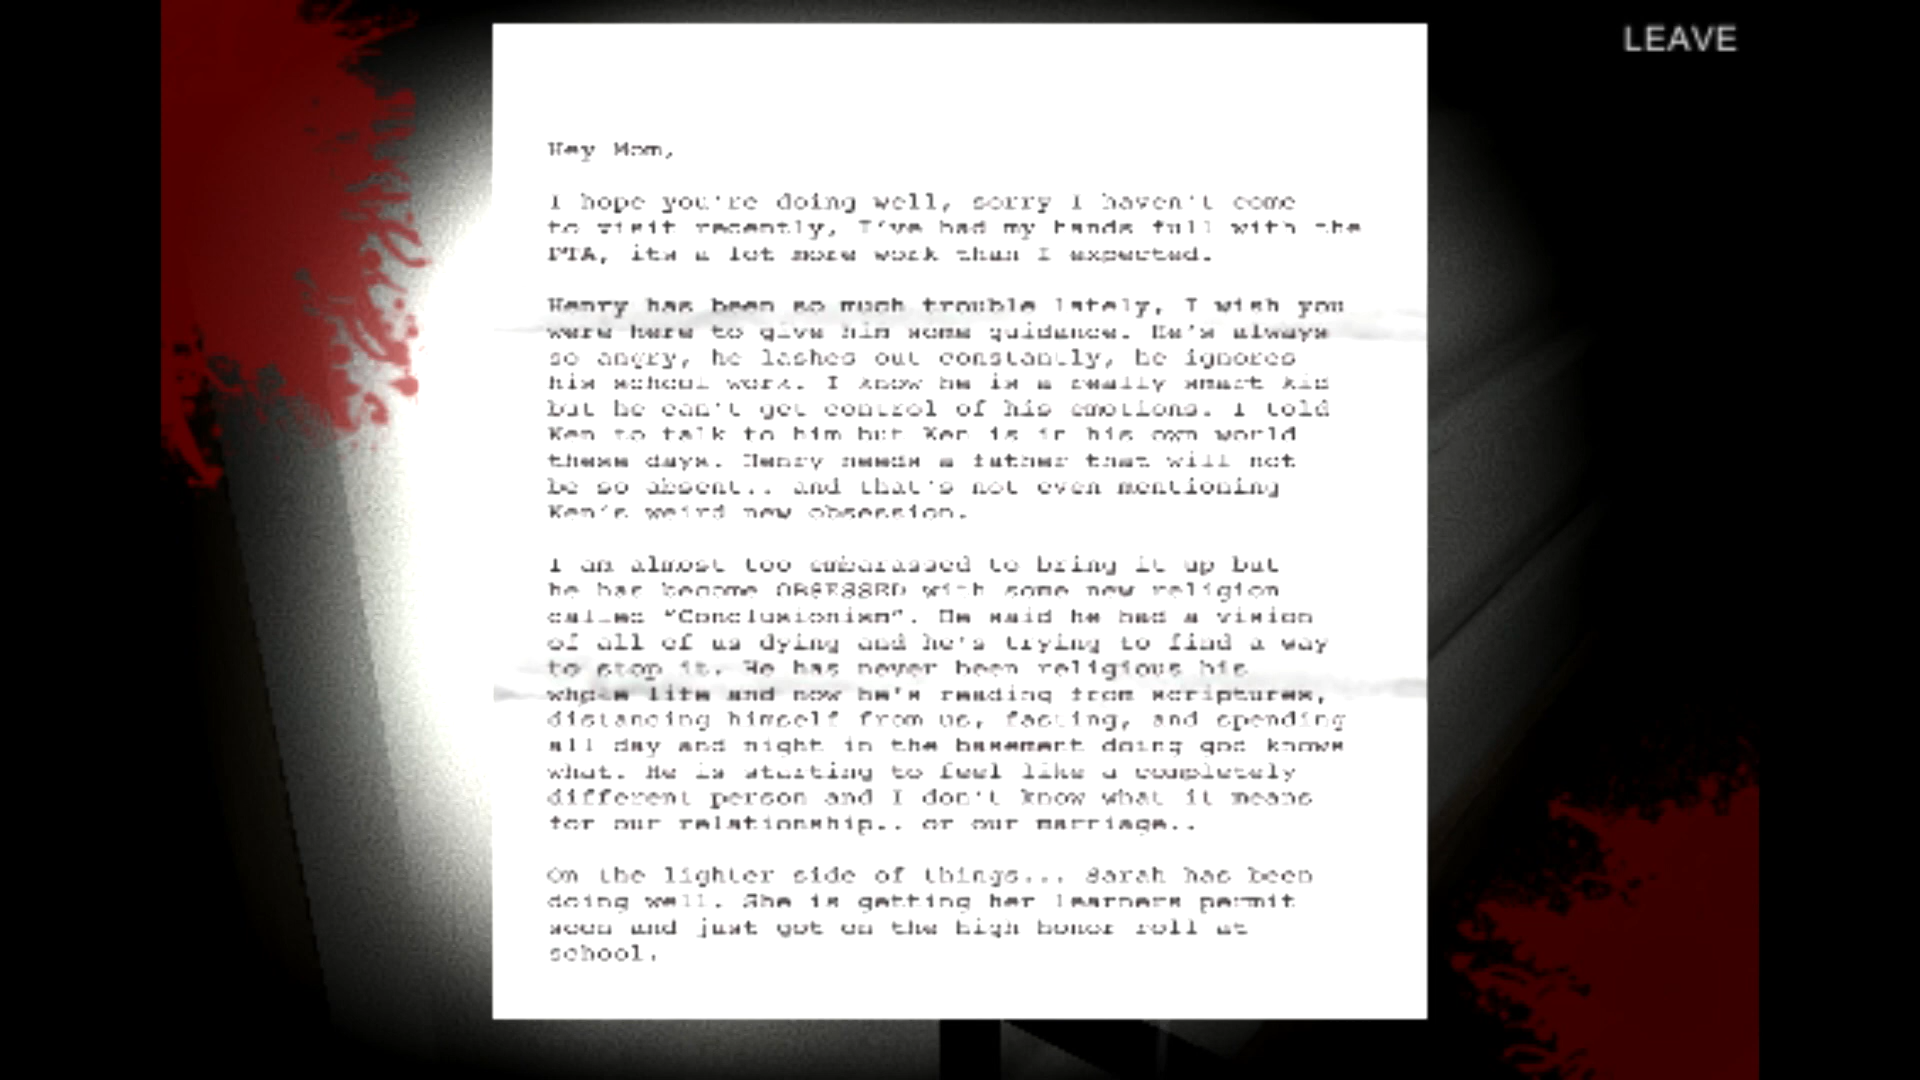 LEAVE
Hey Mom,
I hope you're doing well, sorry I haven't come
to visit recently, I've had my hands full with the
PTA, its a lot more work than I expected.
Henry has been so much trouble lately, I wish you
were here to give him some guidance. He's always
so angry, he lashes out constantly, he ignores
his school work. I know he is a really smart kid
but he can't get control of his emotions. I told
Ken to talk to him but Ken is in his own world
these days. Henry needs a father that will not
be so absent.. and that's not even mentioning
Ken's weird new obsession.
I am almost too embarassed to bring it up but
he has become OBSESSED with some new religion
called "Conclusionism". He said he had a vision
of all of us dying and he's trying to find a way
to stop it. He has never been religious his
whole life and now he's reading from scriptures,
distancing himself from us, fasting, and spending
all day and night in the basement doing god knows
what. He is starting to feel like a completely
different person and I don't know what it means
for our relationship.. or our marriage..
On the lighter side of things... Sarah has been
doing well. She is getting her learners permit
soon and just got on the high honor roll at
school.